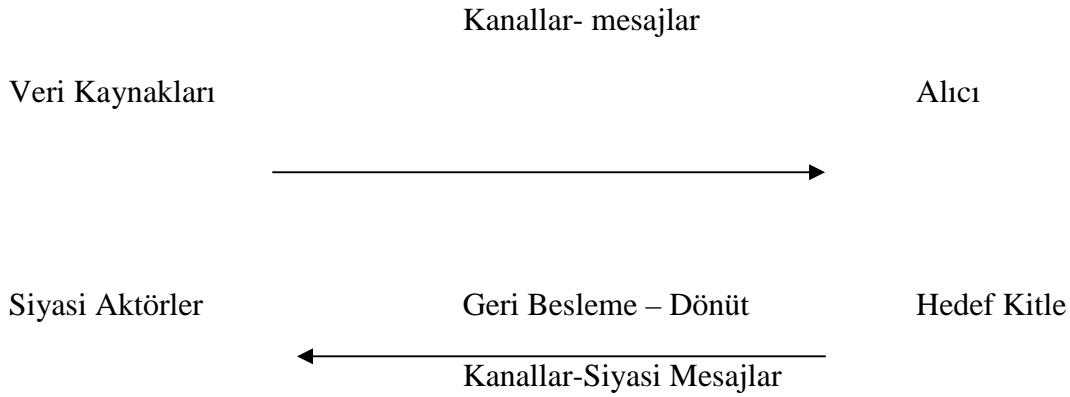 Kanallar- mesajlar
Veri Kaynakları Alıcı
Siyasi Aktörler Geri Besleme – Dönüt Hedef Kitle
Kanallar-Siyasi Mesajlar